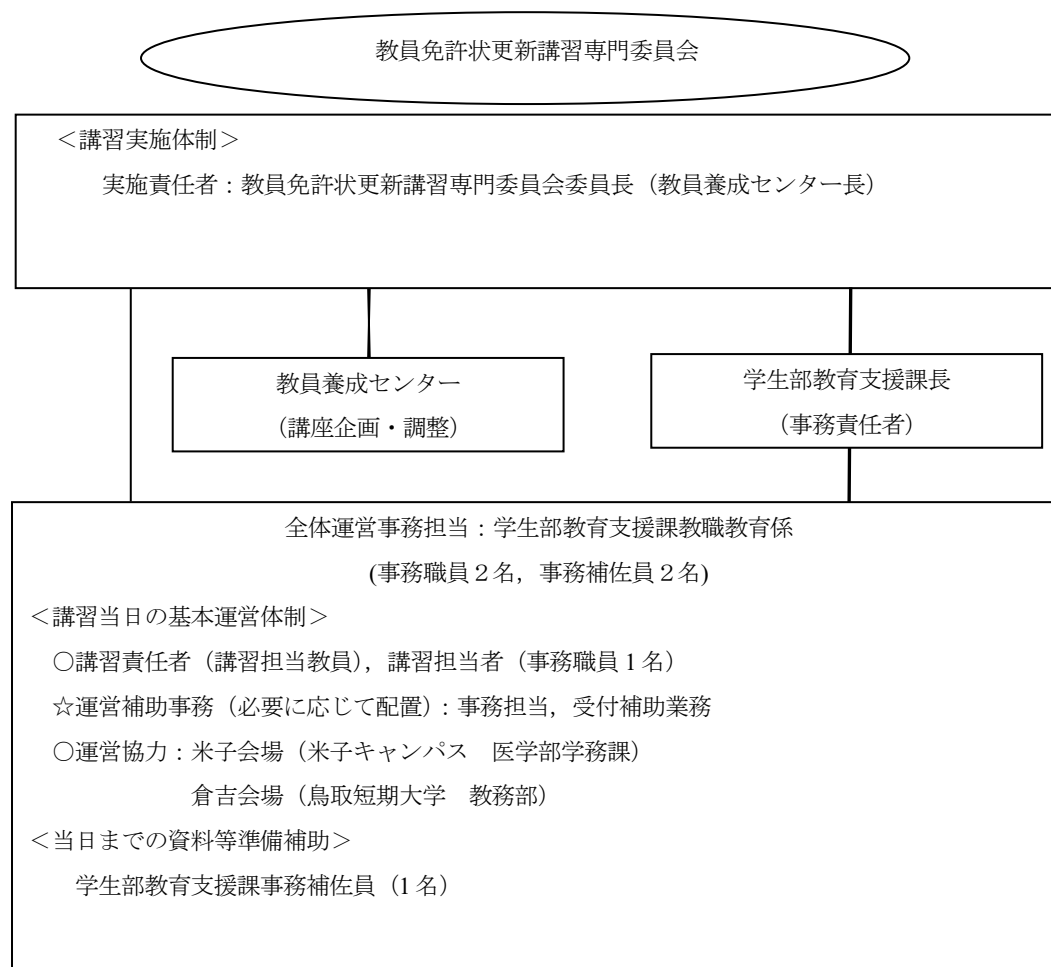 教員免許状更新講習専門委員会
＜講習実施体制＞
実施責任者：教員免許状更新講習専門委員会委員長（教員養成センター長）
教員養成センター
（講座企画・調整）
学生部教育支援課長
（事務責任者）
全体運営事務担当：学生部教育支援課教職教育係
(事務職員２名，事務補佐員２名)
＜講習当日の基本運営体制＞
○講習責任者（講習担当教員），講習担当者（事務職員１名）
☆運営補助事務（必要に応じて配置）：事務担当，受付補助業務
○運営協力：米子会場（米子キャンパス　医学部学務課）
倉吉会場（鳥取短期大学　教務部）
＜当日までの資料等準備補助＞
学生部教育支援課事務補佐員（1 名）